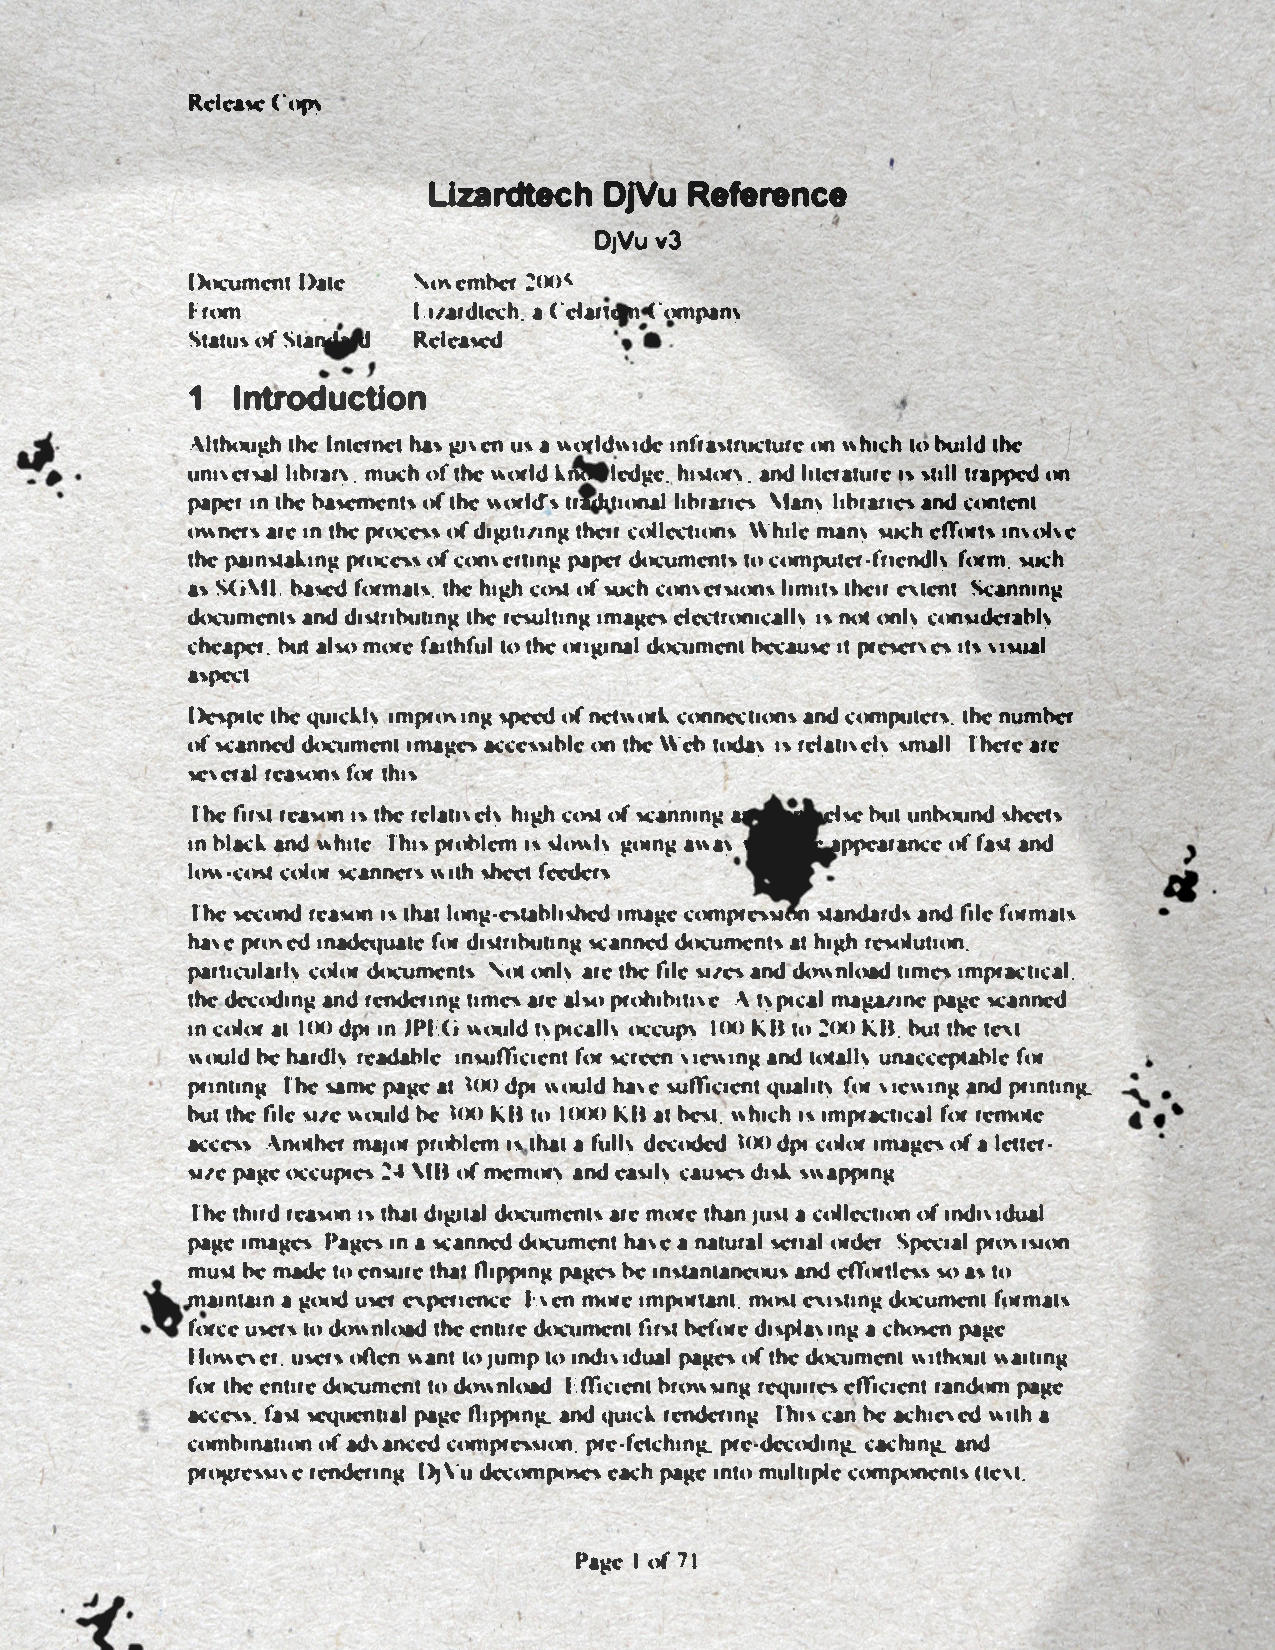 Release Copy
Lizardtech DjVu Reference
DjVu v3
Document Date November 2005
From Lizardtech, a Celartem Company
Status of Standard Released
1 Introduction
Although the Internet has given us a worldwide infrastructure on which to build the
universal library, much of the world knowledge, history, and literature is still trapped on
paper in the basements of the world's traditional libraries. Many libraries and content
owners are in the process of digitizing their collections. While many such efforts involve
the painstaking process of converting paper documents to computer-friendly form, such
as SGML based formats, the high cost of such conversions limits their extent. Scanning
documents and distributing the resulting images electronically is not only considerably
cheaper, but also more faithful to the original document because it preserves its visual
aspect.
Despite the quickly improving speed of network connections and computers, the number
of scanned document images accessible on the Web today is relatively small. There are
several reasons for this.
The first reason is the relatively high cost of scanning else but unbound sheets
in black and white. This problem is slowly going away appearance of fast and
low-cost color scanners with sheet feeders.
The second reason is that long-established image compression standards and file formats
have proved inadequate for distributing scanned documents at high resolution,
particularly color documents. Not only are the file sizes and download times impractical,
the decoding and rendering times are also prohibitive. A typical magazine page scanned
in color at 100 dpi in JPEG would typically occupy 100 KB to 200 KB, but the text
would be hardly readable: insufficient for screen viewing and totally unacceptable for
printing. The same page at 300 dpi would have sufficient quality for viewing and printing,
but the file size would be 300 KB to 1000 KB at best, which is impractical for remote
access. Another major problem is that a fully decoded 300 dpi color images of a letter-
size page occupies 24 MB of memory and easily causes disk swapping.
The third reason is that digital documents are more than just a collection of individual
page images. Pages in a scanned document have a natural serial order. Special provision
must be made to ensure that flipping pages be instantaneous and effortless so as to
maintain a good user experience. Even more important, most existing document formats
force users to download the entire document first before displaying a chosen page.
However, users often want to jump to individual pages of the document without waiting
for the entire document to download. Efficient browsing requires efficient random page
access, fast sequential page flipping, and quick rendering. This can be achieved with a
combination of advanced compression, pre-fetching, pre-decoding, caching, and
progressive rendering. DjVu decomposes each page into multiple components (text,
Page 1 of 71